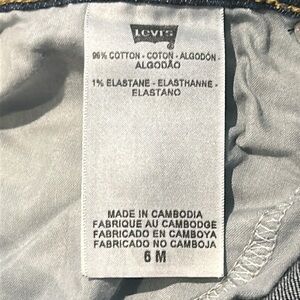 Levi's
99% COTTON - COTON - ALGODÓN -
ALGODÃO
1% ELASTANE - ELASTHANNE -
ELASTANO
MADE IN CAMBODIA
FABRIQUE AU CAMBODGE
FABRICADO EN CAMBOYA
FABRICADO NO CAMBOJA
6 M